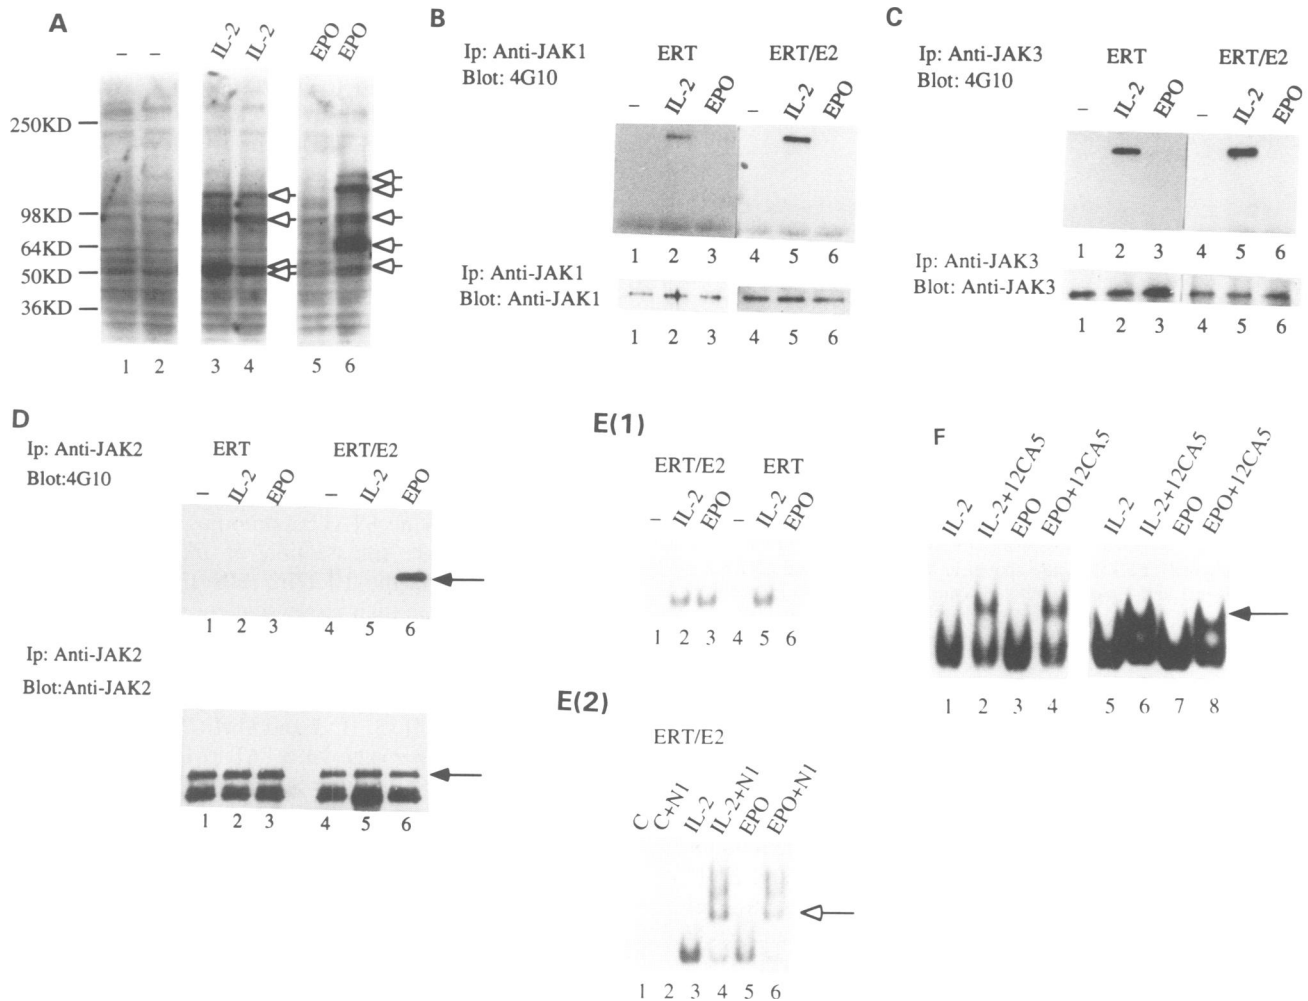 A
– – IL-2 IL-2 EPO EPO
250KD
98KD
64KD
50KD
36KD
1 2 3 4 5 6
B
Ip: Anti-JAK1 ERT ERT/E2
Blot: 4G10
– IL-2 EPO – IL-2 EPO
1 2 3 4 5 6
Ip: Anti-JAK1
Blot: Anti-JAK1
1 2 3 4 5 6
C
Ip: Anti-JAK3 ERT ERT/E2
Blot: 4G10
– IL-2 EPO – IL-2 EPO
1 2 3 4 5 6
Ip: Anti-JAK3
Blot: Anti-JAK3
1 2 3 4 5 6
D
Ip: Anti-JAK2 ERT ERT/E2
Blot:4G10
– IL-2 EPO – IL-2 EPO
1 2 3 4 5 6
Ip: Anti-JAK2
Blot:Anti-JAK2
1 2 3 4 5 6
E(1)
ERT/E2 ERT
– IL-2 EPO – IL-2 EPO
1 2 3 4 5 6
E(2)
ERT/E2
C C+N1 IL-2 IL-2+N1 EPO EPO+N1
1 2 3 4 5 6
F
IL-2 IL-2+12CA5 EPO EPO+12CA5 IL-2 IL-2+12CA5 EPO EPO+12CA5
1 2 3 4 5 6 7 8